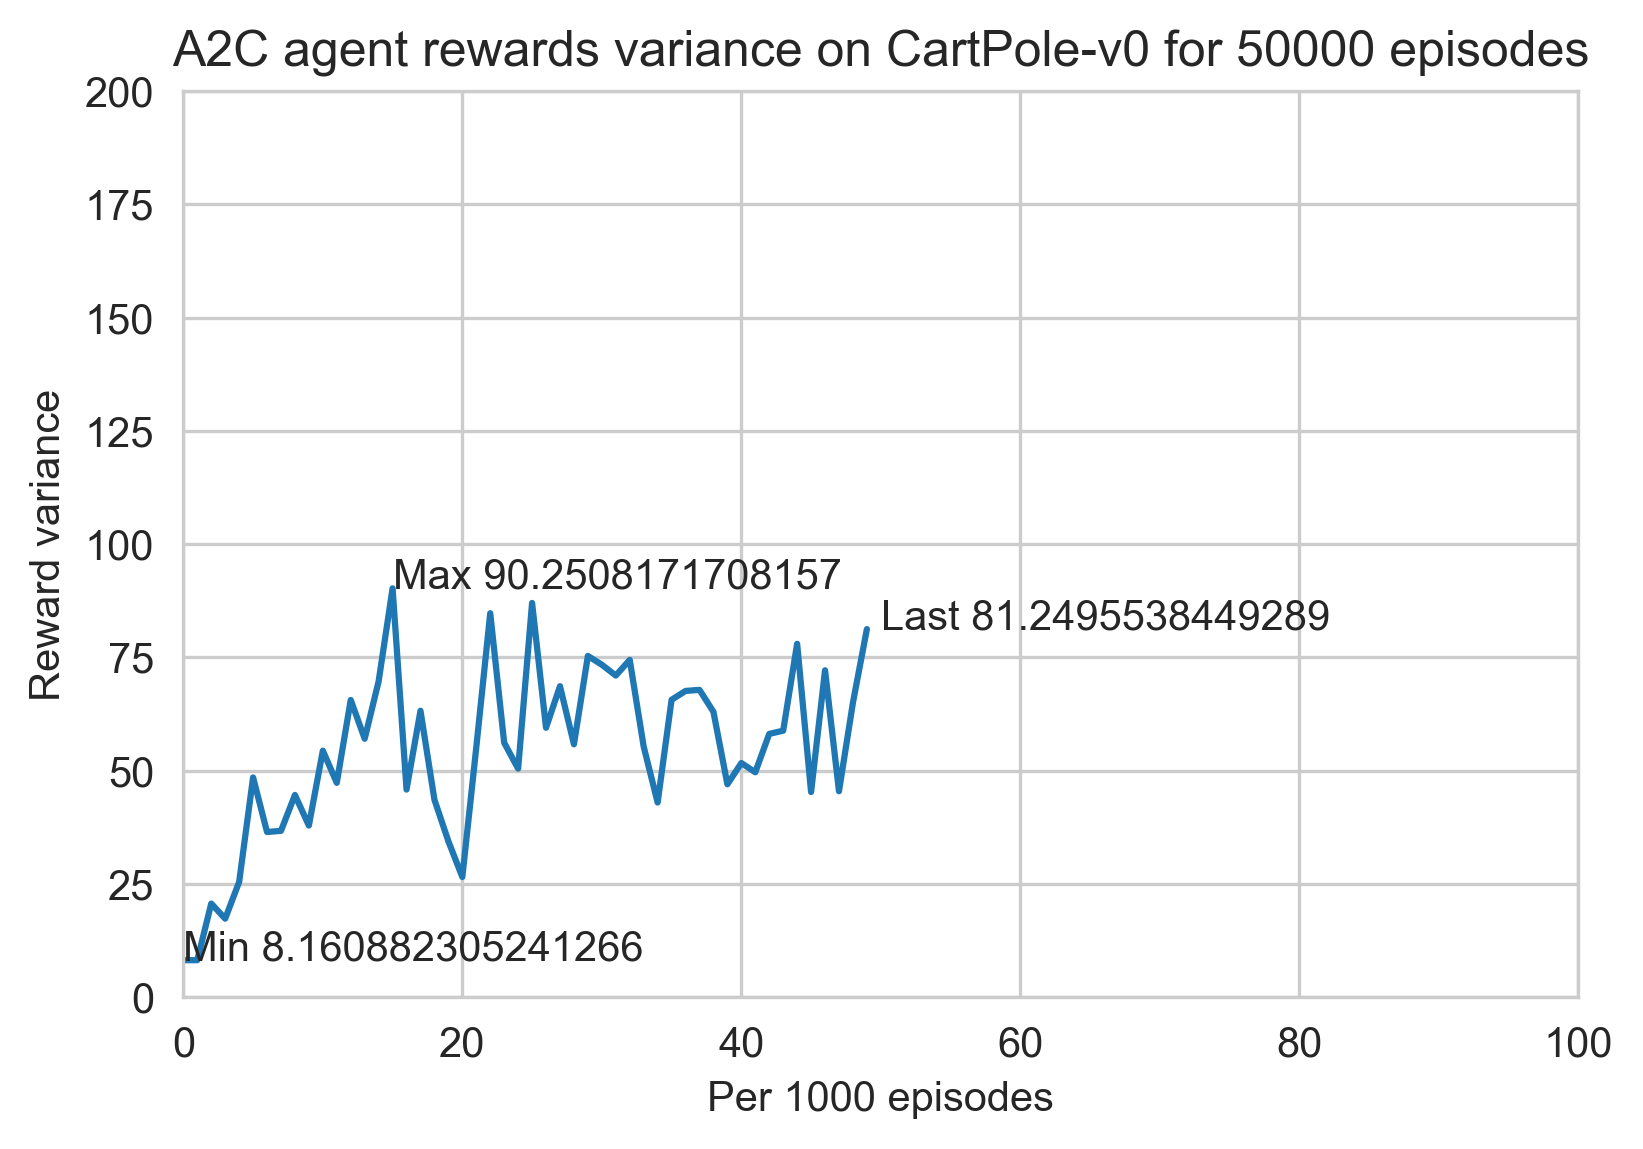 A2C agent rewards variance on CartPole-v0 for 50000 episodes
200
175
150
125
100
75
50
25
0
Reward variance
Max 90.2508171708157
Last 81.2495538449289
Min 8.160882305241266
0 20 40 60 80 100
Per 1000 episodes